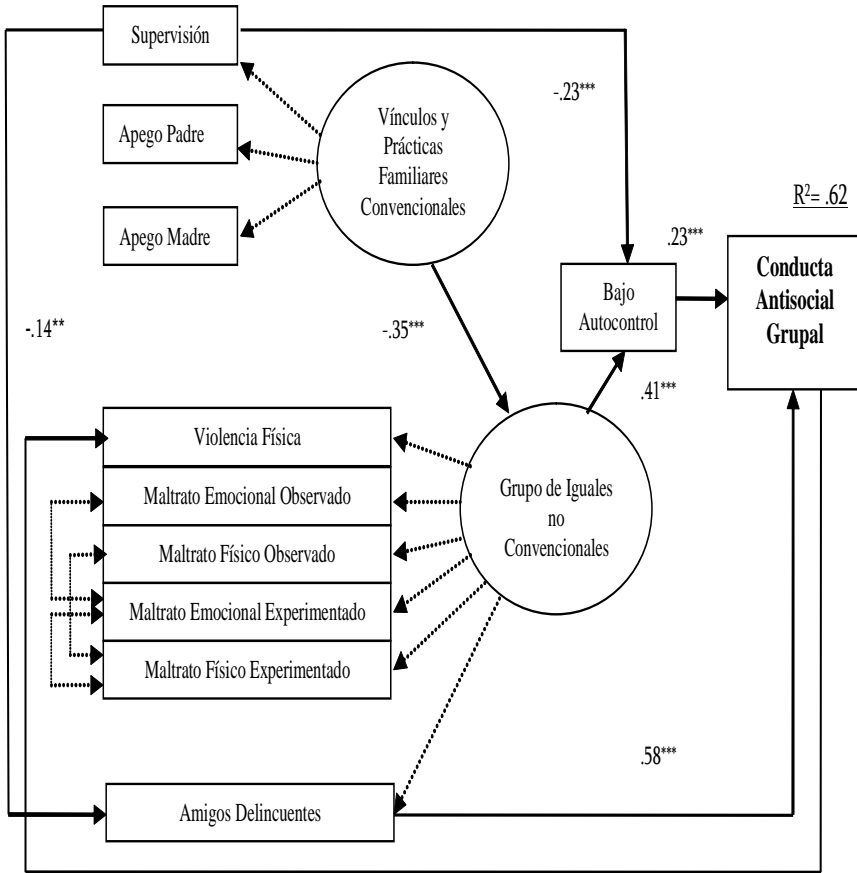 Supervisión
-.23***
Vínculos y
Prácticas
Familiares
Convencionales
Apego Padre
Apego Madre
R²= .62
.23***
Conducta
Antisocial
Grupal
Bajo
Autocontrol
-.14**
-.35***
.41***
Violencia Física
Maltrato Emocional Observado
Maltrato Físico Observado
Maltrato Emocional Experimentado
Maltrato Físico Experimentado
Grupo de Iguales
no
Convencionales
.58***
Amigos Delincuentes